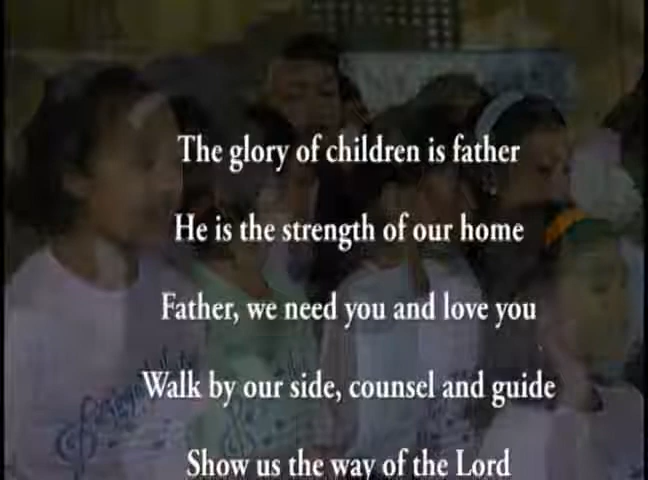 The glory of children is father
He is the strength of our home
Father, we need you and love you
Walk by our side, counsel and guide
Show us the way of the Lord